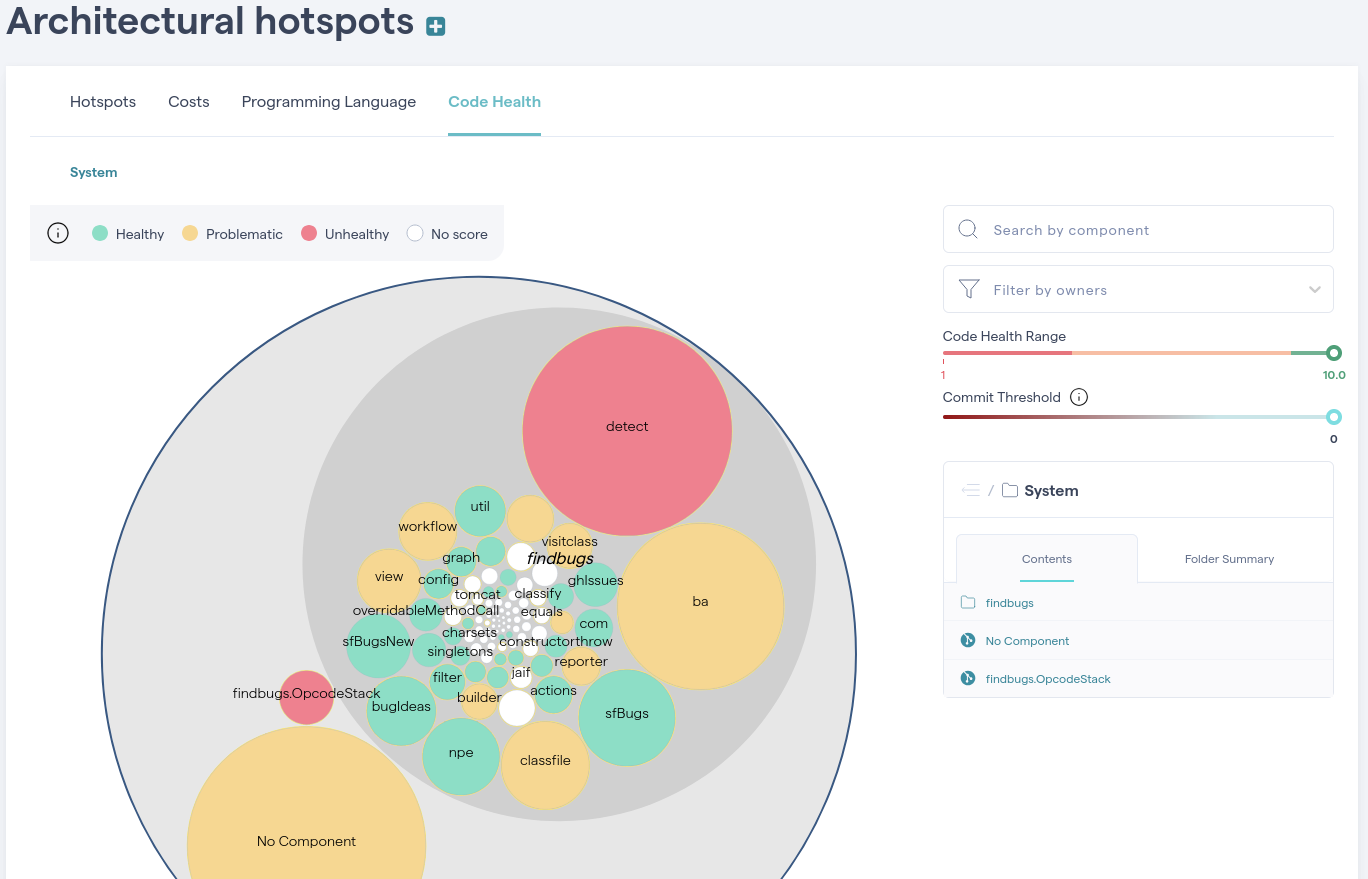 Architectural hotspots
Hotspots Costs Programming Language Code Health
System
Healthy Problematic Unhealthy No score
Search by component
Filter by owners
Code Health Range
1 10.0
Commit Threshold
0
/ System
Contents Folder Summary
findbugs
No Component
findbugs.OpcodeStack
detect
util
workflow
visitclass
graph
findbugs
view
config
ghIssues
tomcat
classify
ba
overridableMethodCall
equals
com
charsets
sfBugsNew
constructorthrow
singletons
reporter
jaif
filter
actions
findbugs.OpcodeStack
builder
bugIdeas
sfBugs
npe
classfile
No Component